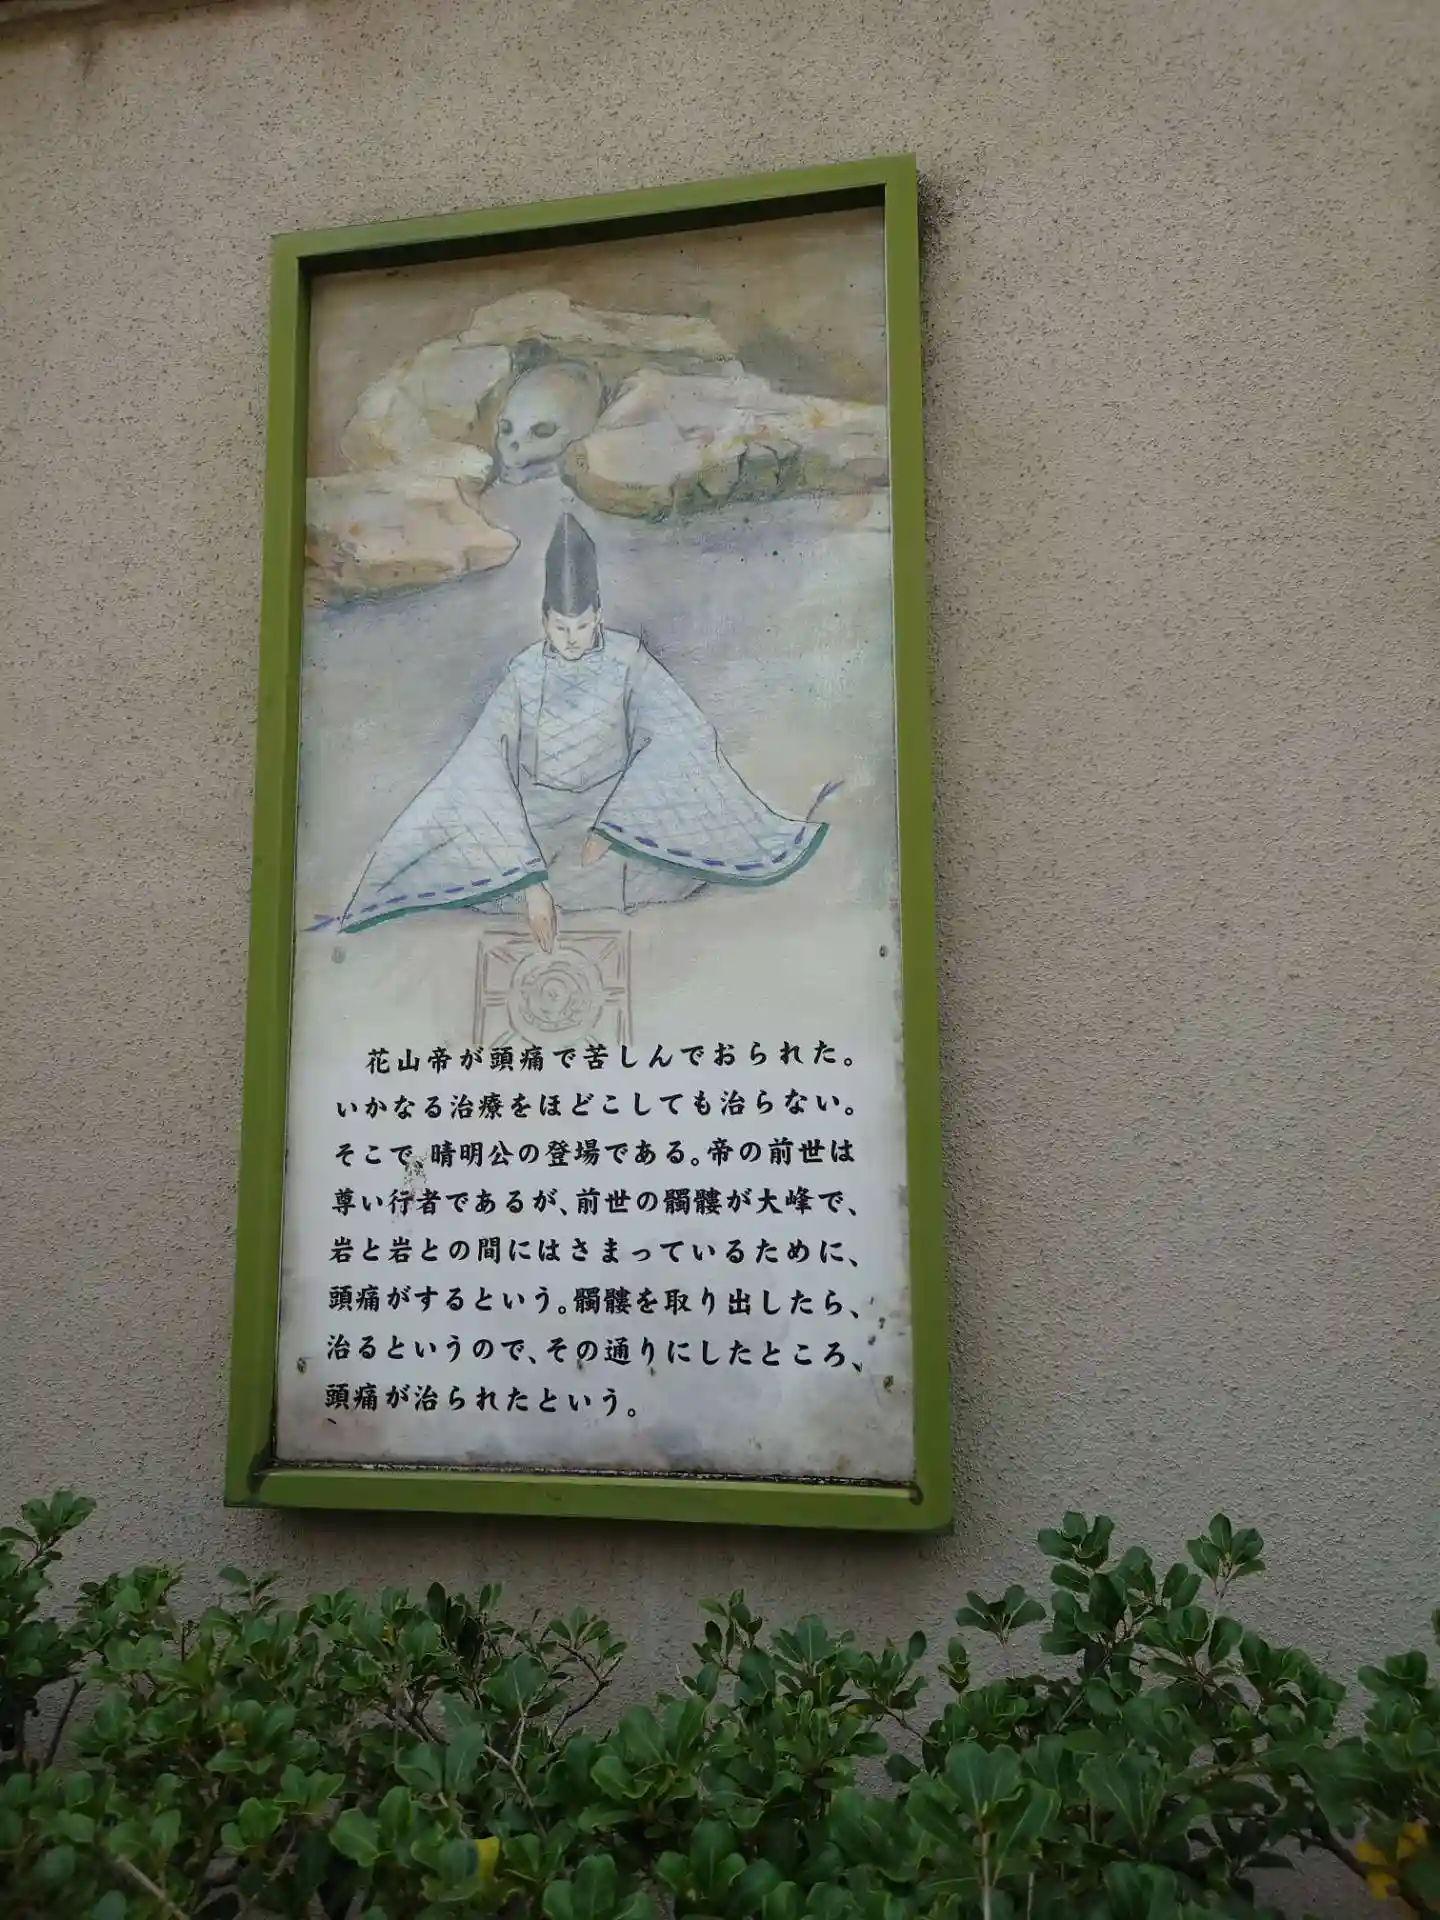 花山帝が頭痛で苦しんでおられた。
いかなる治療をほどこしても治らない。
そこで、晴明公の登場である。帝の前世は
尊い行者であるが、前世の髑髏が大峰で、
岩と岩との間にはさまっているために、
頭痛がするという。髑髏を取り出したら、
治るというので、その通りにしたところ、
頭痛が治られたという。